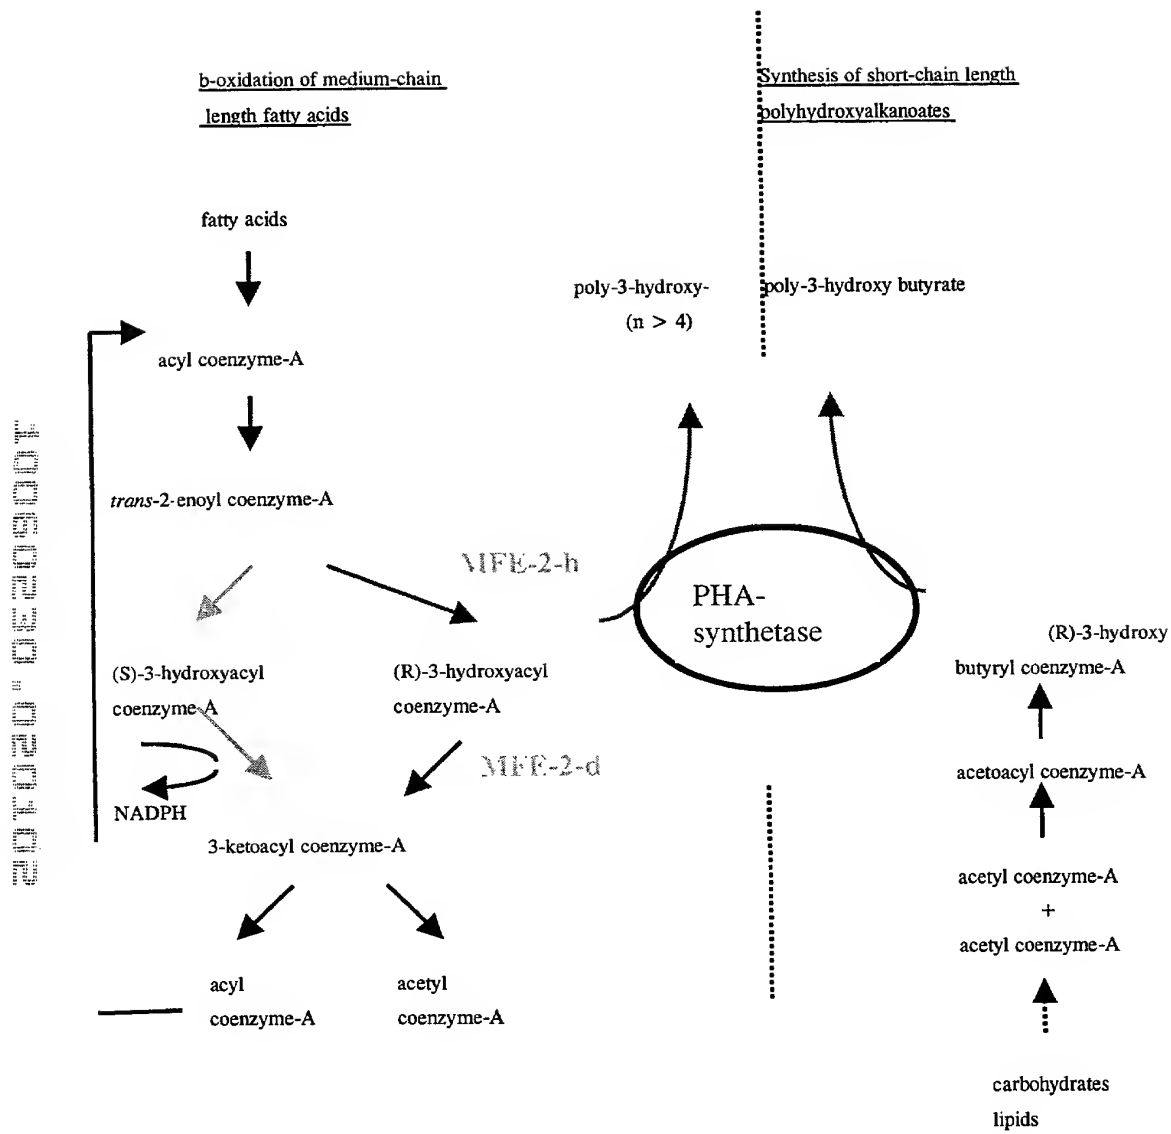 b-oxidation of medium-chain
length fatty acids
Synthesis of short-chain length
polyhydroxyalkanoates
fatty acids
poly-3-hydroxy-
(n > 4)
poly-3-hydroxy butyrate
acyl coenzyme-A
trans-2-enoyl coenzyme-A
MFE-2-h
PHA-
synthetase
(S)-3-hydroxyacyl
coenzyme-A
(R)-3-hydroxyacyl
coenzyme-A
(R)-3-hydroxy
butyryl coenzyme-A
MFE-2-d
acetoacyl coenzyme-A
NADPH
3-ketoacyl coenzyme-A
acetyl coenzyme-A
+
acetyl coenzyme-A
acyl
coenzyme-A
acetyl
coenzyme-A
carbohydrates
lipids
10060230.020102